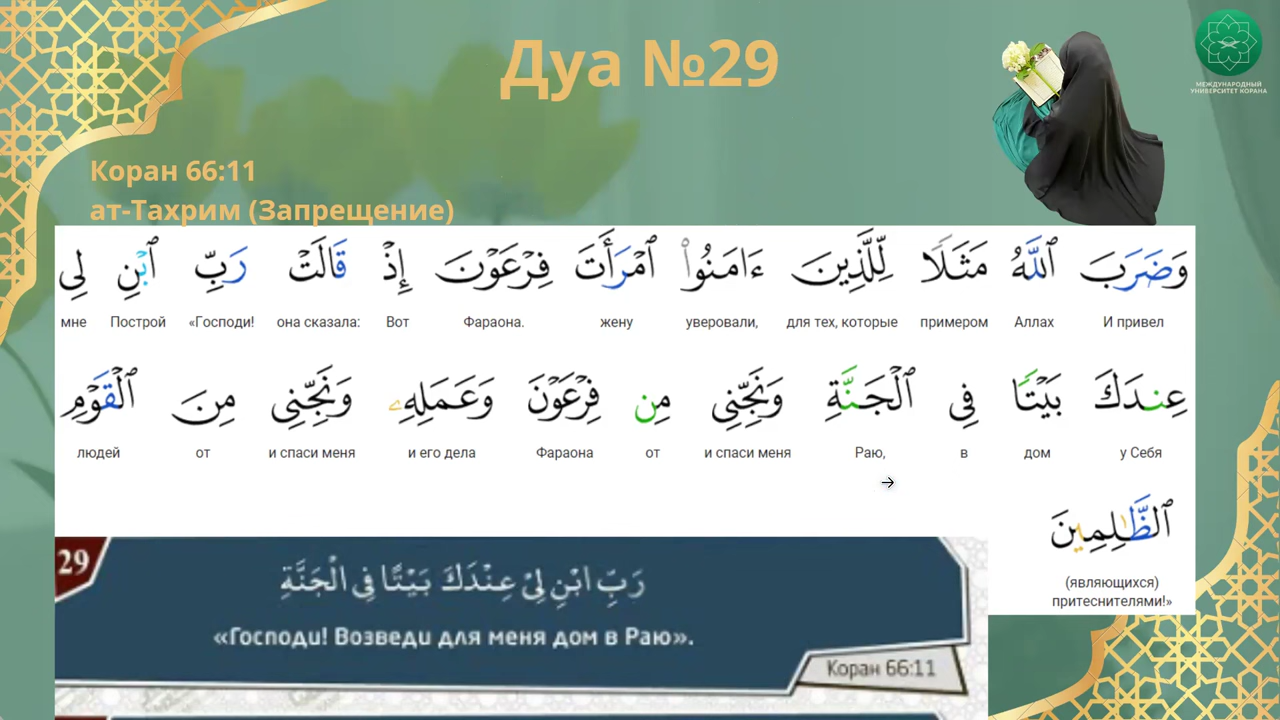 Дуа №29
МЕЖДУНАРОДНЫЙ
УНИВЕРСИТЕТ КОРАНА
Коран 66:11
ат-Тахрим (Запрещение)
وَضَرَبَ ٱللَّهُ مَثَلًا لِّلَّذِينَ ءَامَنُوا۟ ٱمْرَأَتَ فِرْعَوْنَ إِذْ قَالَتْ رَبِّ ٱبْنِ لِى
мне Построй «Господи! она сказала: Вот Фараона. жену уверовали, для тех, которые примером Аллах И привел
عِندَكَ بَيْتًا فِى ٱلْجَنَّةِ وَنَجِّنِى مِن فِرْعَوْنَ وَعَمَلِهِۦ وَنَجِّنِى مِنَ ٱلْقَوْمِ
людей от и спаси меня и его дела Фараона от и спаси меня Раю, в дом у Себя
ٱلظَّـٰلِمِينَ
(являющихся)
притеснителями!»
29
رَبِّ ابْنِ لِيْ عِنْدَكَ بَيْتًا فِي الْجَنَّةِ
«Господи! Возведи для меня дом в Раю».
Коран 66:11